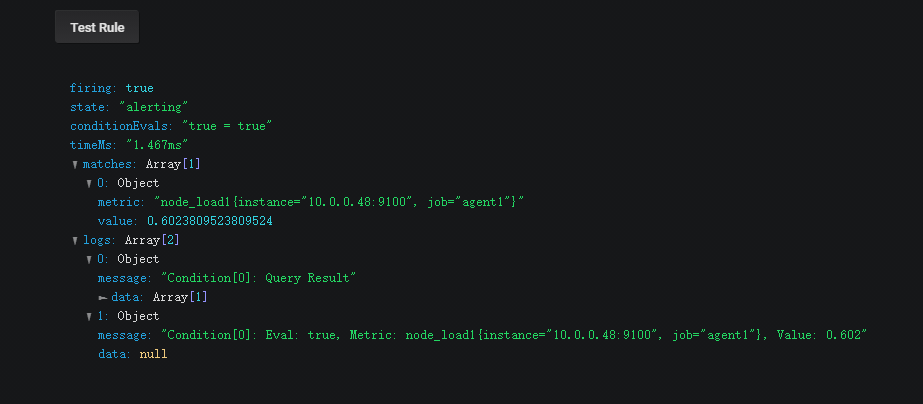 Test Rule
firing: true
state: "alerting"
conditionEvals: "true = true"
timeMs: "1.467ms"
▼ matches: Array[1]
▼ 0: Object
metric: "node_load1{instance="10.0.0.48:9100", job="agent1"}"
value: 0.6023809523809524
▼ logs: Array[2]
▼ 0: Object
message: "Condition[0]: Query Result"
► data: Array[1]
▼ 1: Object
message: "Condition[0]: Eval: true, Metric: node_load1{instance="10.0.0.48:9100", job="agent1"}, Value: 0.602"
data: null